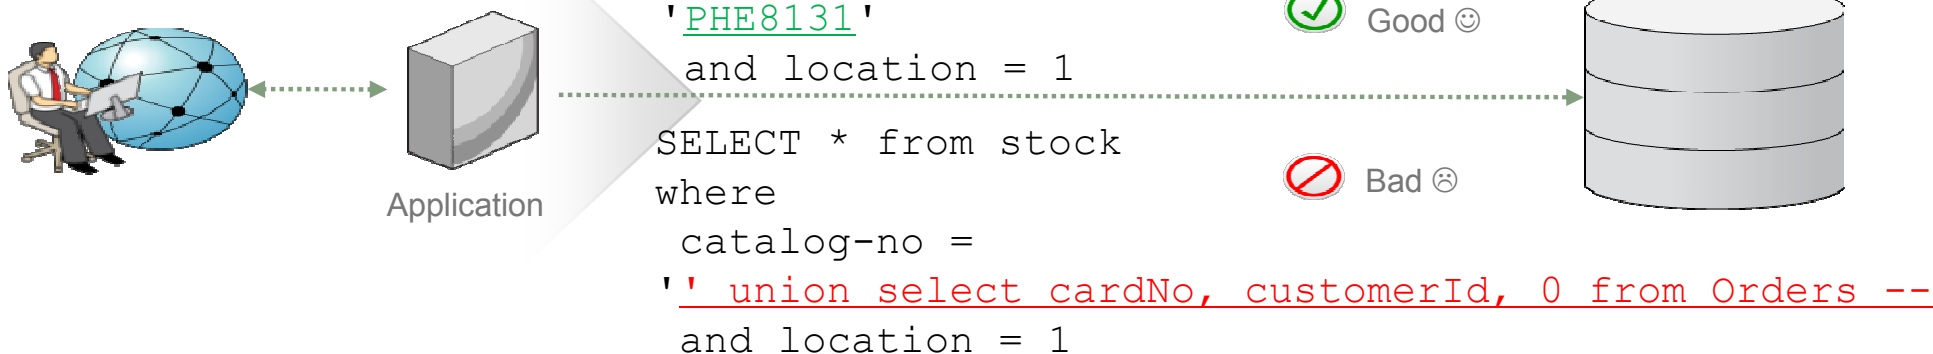 'PHE8131'
and location = 1
Good ☺
SELECT * from stock
where
catalog-no =
'' union select cardNo, customerId, 0 from Orders --
and location = 1
Bad ☹
Application